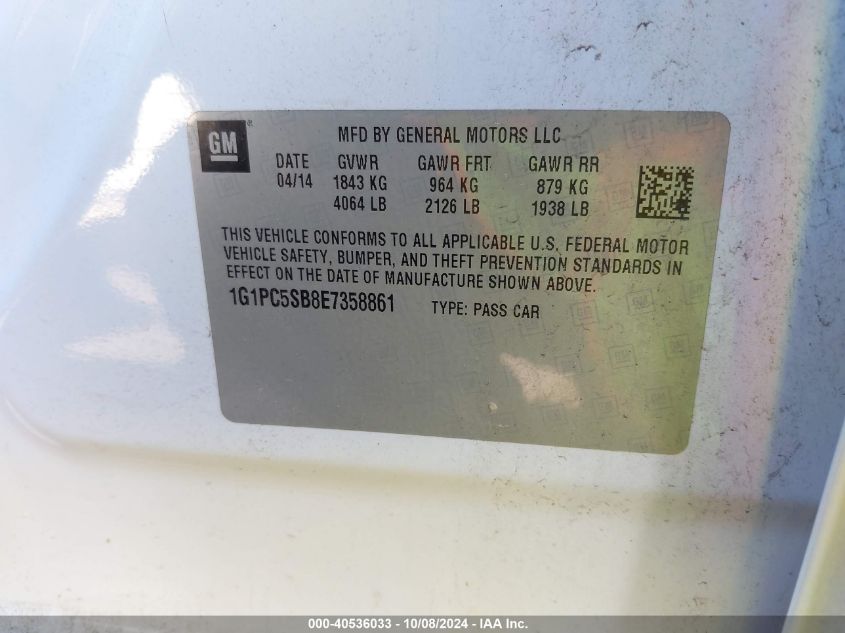 GM ®
MFD BY GENERAL MOTORS LLC
DATE GVWR GAWR FRT GAWR RR
04/14 1843 KG 964 KG 879 KG
4064 LB 2126 LB 1938 LB
THIS VEHICLE CONFORMS TO ALL APPLICABLE U.S. FEDERAL MOTOR
VEHICLE SAFETY, BUMPER, AND THEFT PREVENTION STANDARDS IN
EFFECT ON THE DATE OF MANUFACTURE SHOWN ABOVE.
1G1PC5SB8E7358861 TYPE: PASS CAR
000-40536033 - 10/08/2024 - IAA Inc.